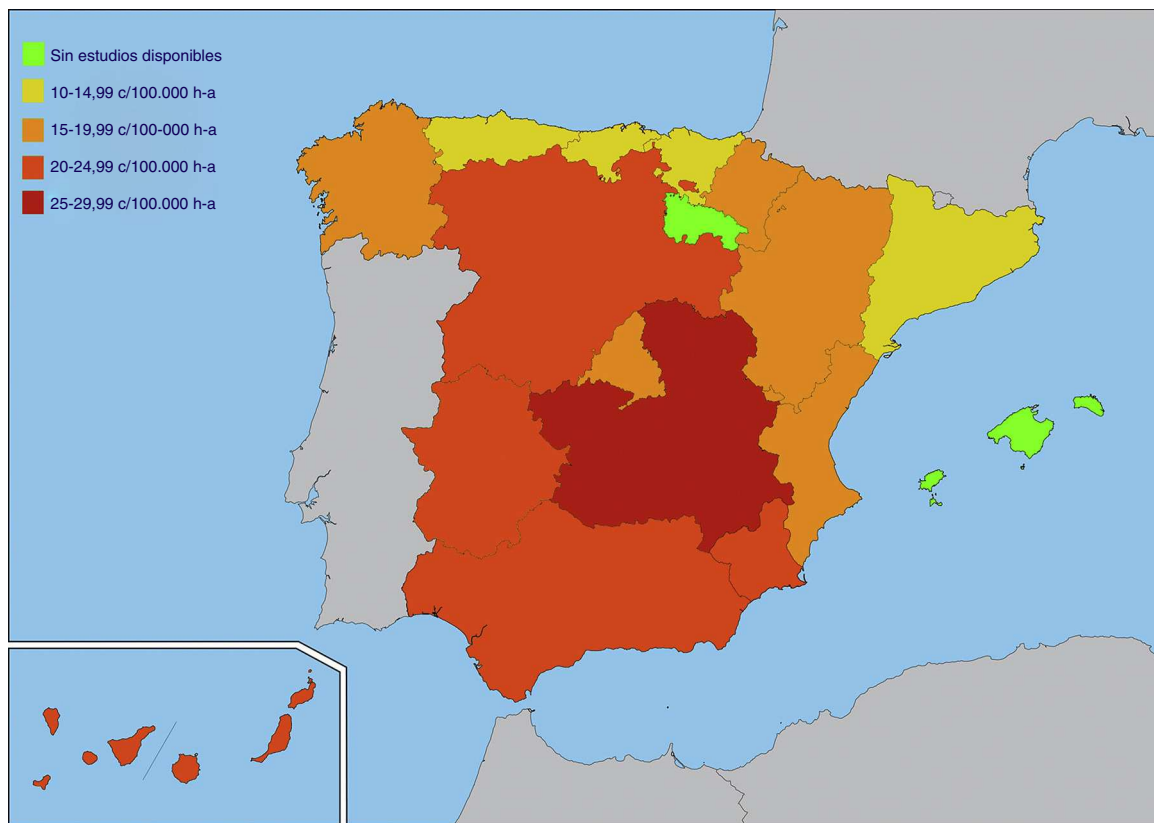 Sin estudios disponibles
10-14,99 c/100.000 h-a
15-19,99 c/100-000 h-a
20-24,99 c/100.000 h-a
25-29,99 c/100.000 h-a